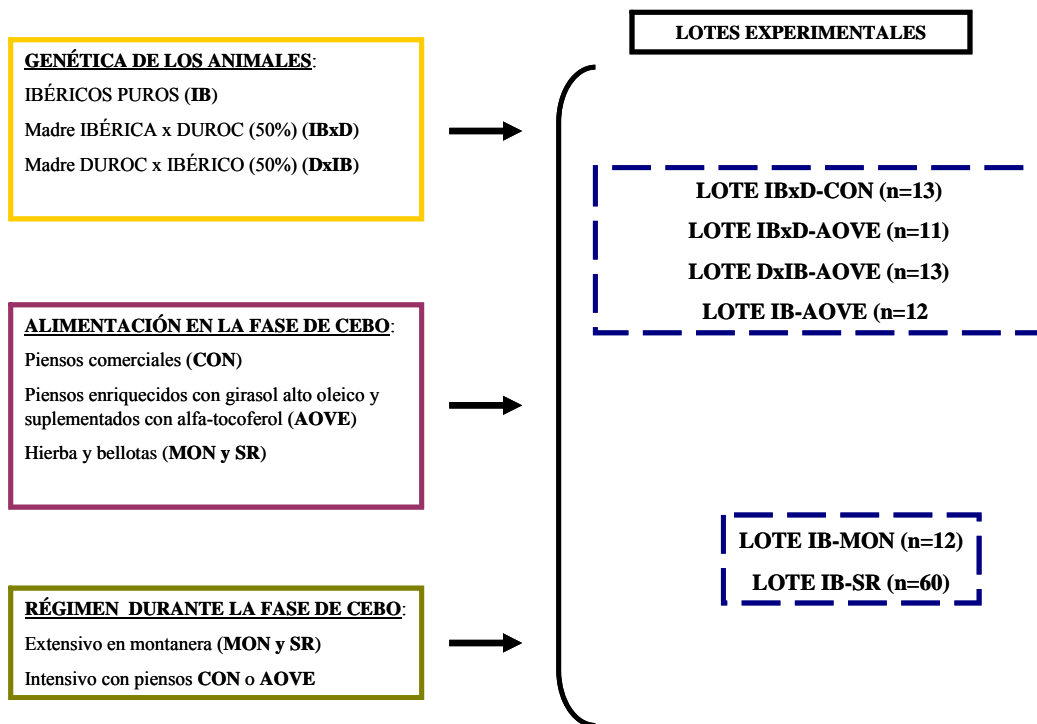 GENÉTICA DE LOS ANIMALES:
IBÉRICOS PUROS (IB)
Madre IBÉRICA x DUROC (50%) (IBxD)
Madre DUROC x IBÉRICO (50%) (DxIB)
ALIMENTACIÓN EN LA FASE DE CEBO:
Piensos comerciales (CON)
Piensos enriquecidos con girasol alto oleico y
suplementados con alfa-tocoferol (AOVE)
Hierba y bellotas (MON y SR)
RÉGIMEN DURANTE LA FASE DE CEBO:
Extensivo en montanera (MON y SR)
Intensivo con piensos CON o AOVE
LOTES EXPERIMENTALES
LOTE IBxD-CON (n=13)
LOTE IBxD-AOVE (n=11)
LOTE DxIB-AOVE (n=13)
LOTE IB-AOVE (n=12
LOTE IB-MON (n=12)
LOTE IB-SR (n=60)